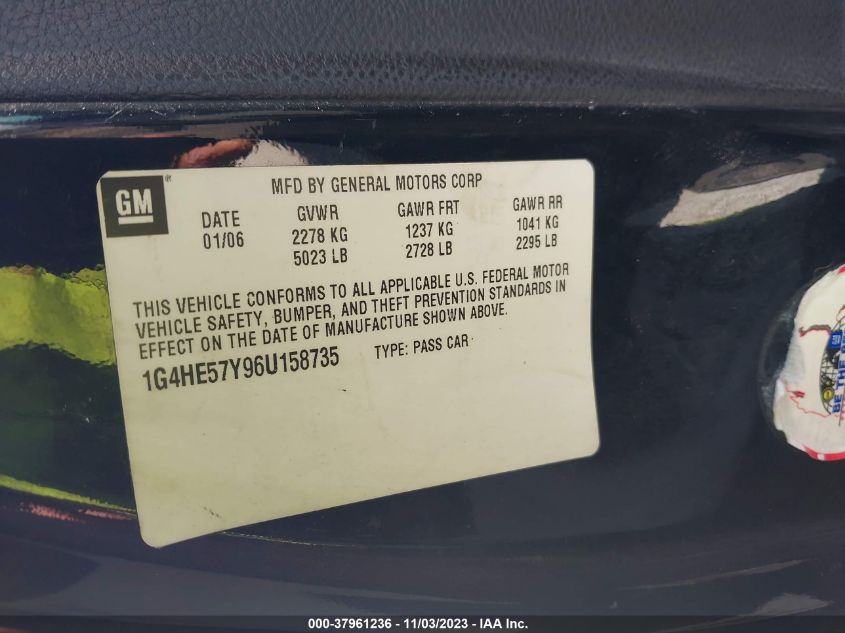 GM
MFD BY GENERAL MOTORS CORP
DATE GVWR GAWR FRT GAWR RR
01/06 2278 KG 1237 KG 1041 KG
5023 LB 2728 LB 2295 LB
THIS VEHICLE CONFORMS TO ALL APPLICABLE U.S. FEDERAL MOTOR
VEHICLE SAFETY, BUMPER, AND THEFT PREVENTION STANDARDS IN
EFFECT ON THE DATE OF MANUFACTURE SHOWN ABOVE.
1G4HE57Y96U158735 TYPE: PASS CAR
BE THE
000-37961236 - 11/03/2023 - IAA Inc.